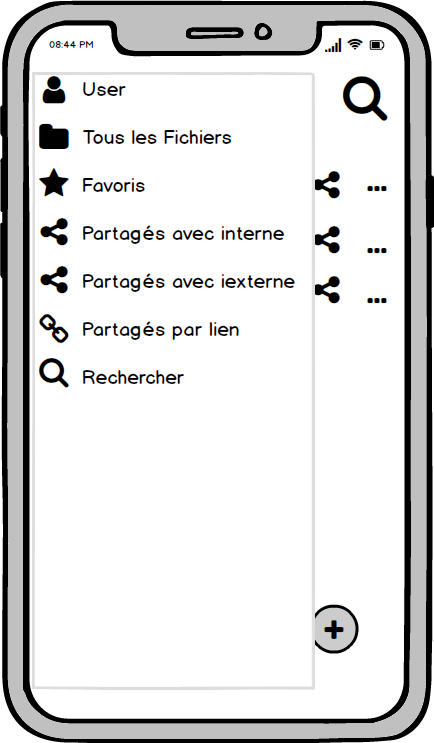 08:44 PM
User
Tous les Fichiers
Favoris
Partagés avec interne
Partagés avec iexterne
Partagés par lien
Rechercher